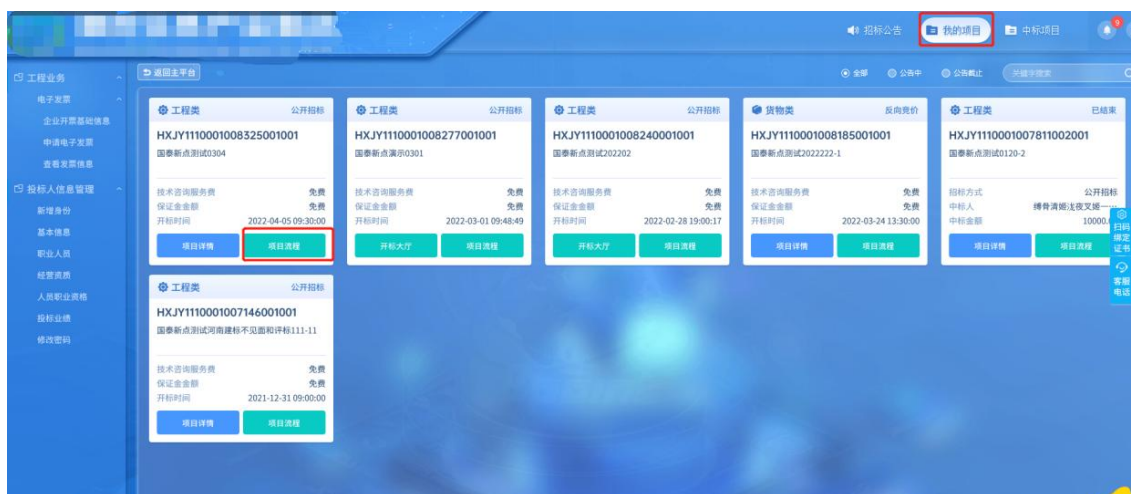 招标公告
我的项目
中标项目
9
工程业务
电子发票
企业开票基础信息
申请电子发票
查看发票信息
投标人信息管理
新增身份
基本信息
职业人员
经营资质
人员职业资格
投标业绩
修改密码
返回主平台
全部
公告中
公告截止
关键字搜索
工程类 公开招标
HXJY1110001008325001001
国泰新点测试0304
技术咨询服务费 免费
保证金金额 免费
开标时间 2022-04-05 09:30:00
项目详情 项目流程
工程类 公开招标
HXJY1110001008277001001
国泰新点演示0301
技术咨询服务费 免费
保证金金额 免费
开标时间 2022-03-01 09:48:49
开标大厅 项目流程
工程类 公开招标
HXJY1110001008240001001
国泰新点测试202202
技术咨询服务费 免费
保证金金额 免费
开标时间 2022-02-28 19:00:17
开标大厅 项目流程
货物类 反向竞价
HXJY1110001008185001001
国泰新点测试2022222-1
技术咨询服务费 免费
保证金金额 免费
开标时间 2022-03-24 13:30:00
项目详情 项目流程
工程类 已结束
HXJY1110001007811002001
国泰新点测试0120-2
招标方式 公开招标
中标人
中标金额 10000.
项目详情 项目流程
工程类 公开招标
HXJY1110001007146001001
国泰新点测试河南建标不见面和评标111-11
技术咨询服务费 免费
保证金金额 免费
开标时间 2021-12-31 09:00:00
项目详情 项目流程
扫码
绑定
证书
客服
电话